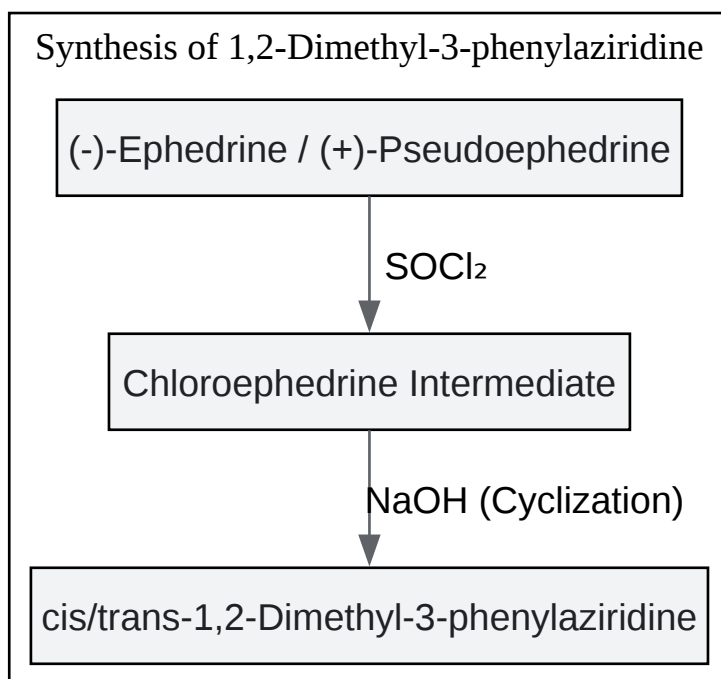 Synthesis of 1,2-Dimethyl-3-phenylaziridine
(-)-Ephedrine / (+)-Pseudoephedrine
SOCl₂
Chloroephedrine Intermediate
NaOH (Cyclization)
cis/trans-1,2-Dimethyl-3-phenylaziridine